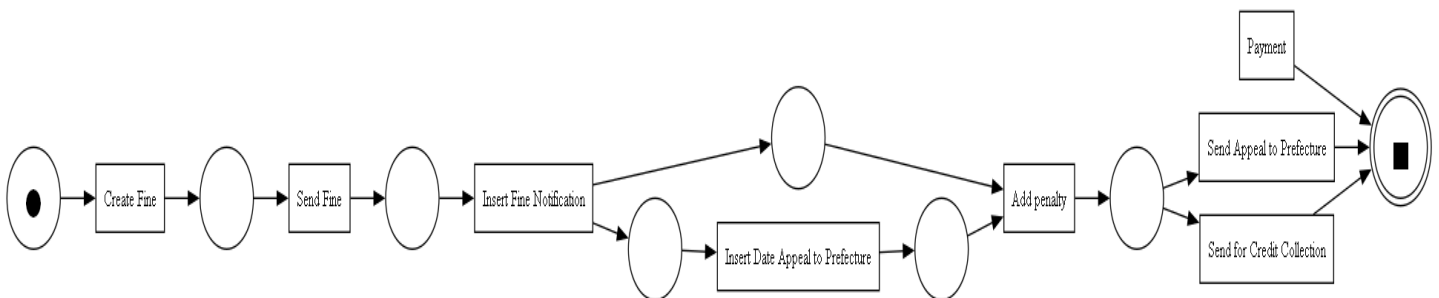 Create Fine
Send Fine
Insert Fine Notification
Insert Date Appeal to Prefecture
Add penalty
Payment
Send Appeal to Prefecture
Send for Credit Collection